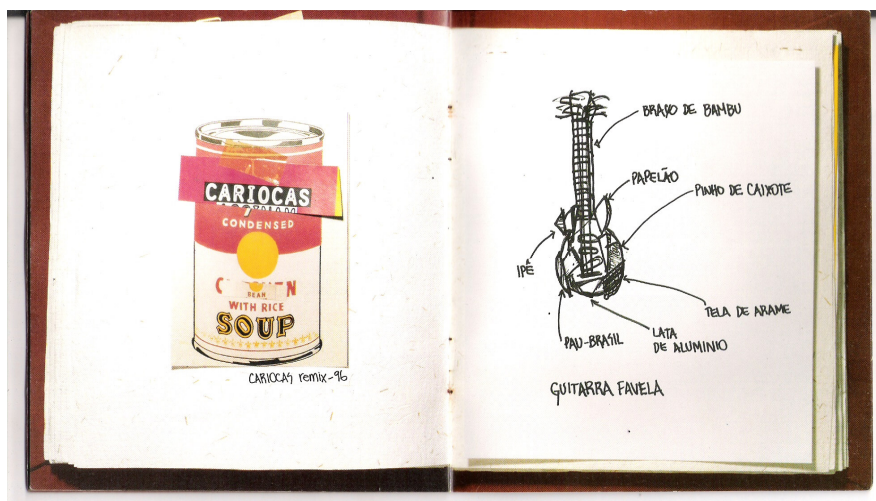 CARIOCAS
CONDENSED
BEAN
WITH RICE
SOUP
CARIOCAS remix-96
BRAÇO DE BAMBU
PAPELÃO
PINHO DE CAIXOTE
IPÊ
TELA DE ARAME
PAU-BRASIL
LATA
DE ALUMINIO
GUITARRA FAVELA